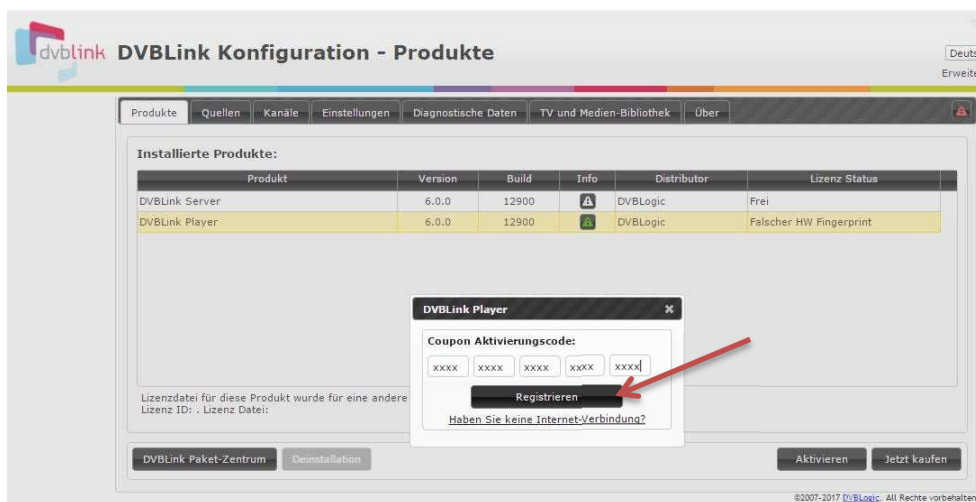 dvblink DVBLink Konfiguration - Produkte
Deuts
Erweite
Produkte Quellen Kanäle Einstellungen Diagnostische Daten TV und Medien-Bibliothek Über
Installierte Produkte:
Produkt Version Build Info Distributor Lizenz Status
DVBLink Server 6.0.0 12900 DVBLogic Frei
DVBLink Player 6.0.0 12900 DVBLogic Falscher HW Fingerprint
DVBLink Player x
Coupon Aktivierungscode:
xxxx xxxx xxxx xxxx xxxx
Registrieren
Haben Sie keine Internet-Verbindung?
Lizenzdatei für diese Produkt wurde für eine andere
Lizenz ID: . Lizenz Datei:
DVBLink Paket-Zentrum Deinstallation Aktivieren Jetzt kaufen
©2007-2017 DVBLogic. All Rechte vorbehalten